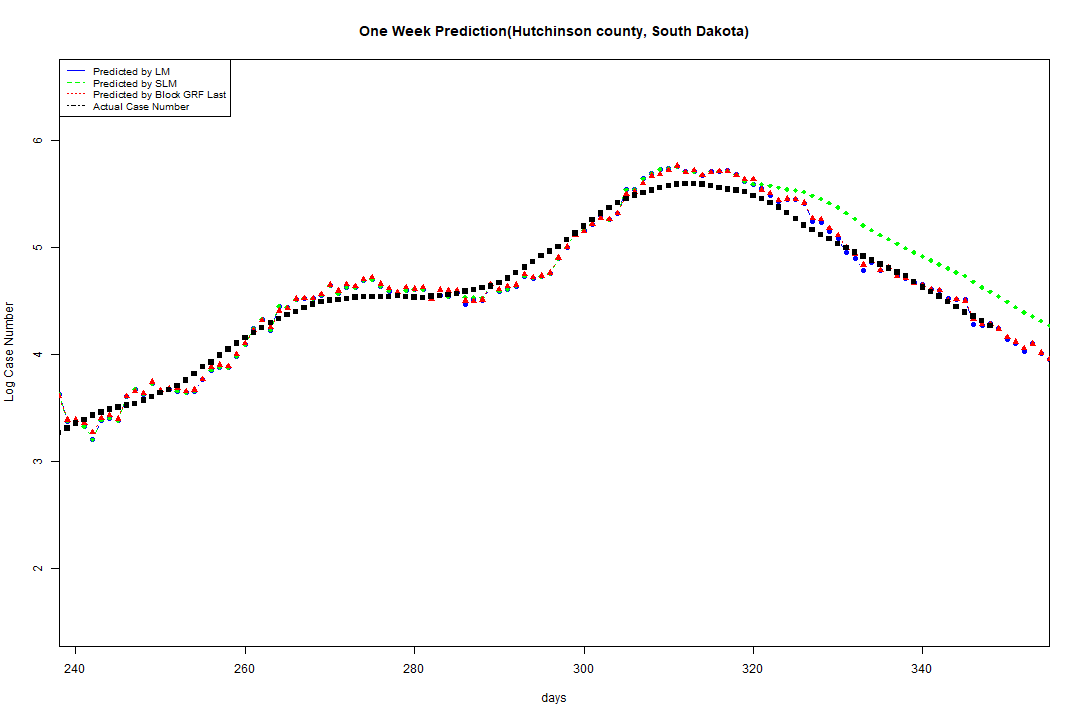 One Week Prediction(Hutchinson county, South Dakota)
Predicted by LM
Predicted by SLM
Predicted by Block GRF Last
Actual Case Number
6
5
4
3
2
Log Case Number
240 260 280 300 320 340
days